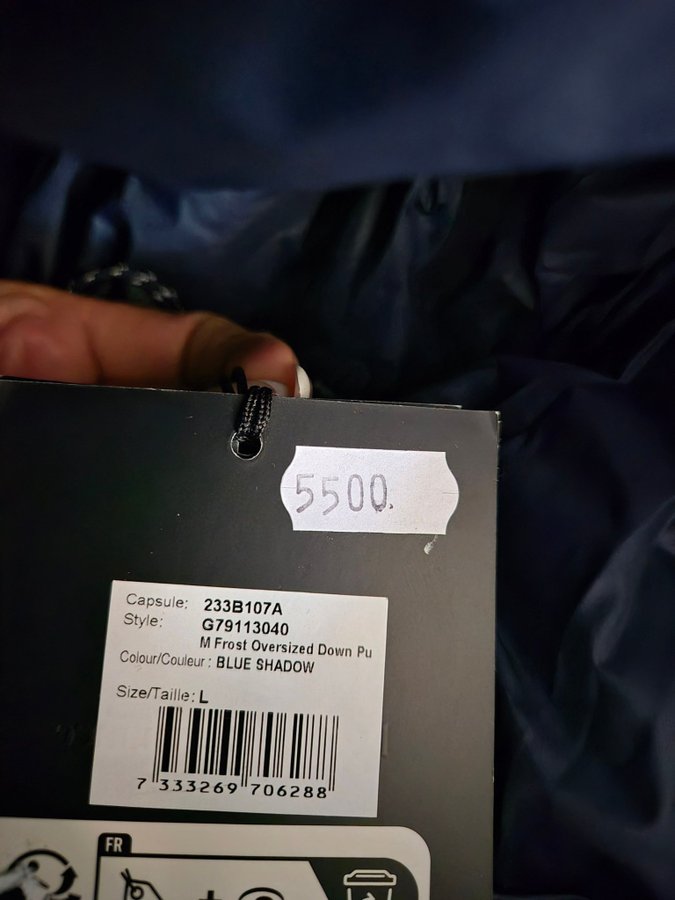 5500.
Capsule: 233B107A
Style: G79113040
M Frost Oversized Down Pu
Colour/Couleur : BLUE SHADOW
Size/Taille: L
7 333269 706288
FR